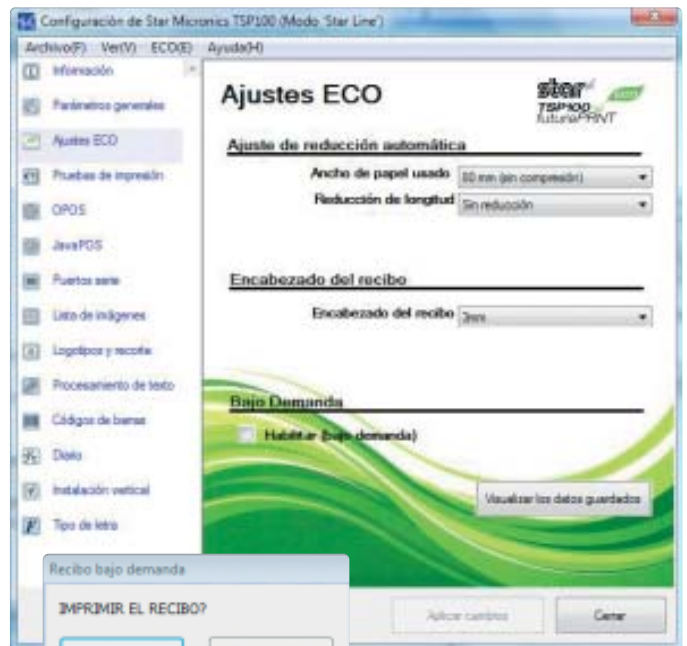 Configuración de Star Micronics TSP100 (Modo 'Star Line')
Archivo(F) Ver(V) ECO(E) Ayuda(H)
Información
Parámetros generales
Ajustes ECO
Pruebas de impresión
OPOS
JavaPOS
Puertos serie
Lista de imágenes
Logotipos y recorte
Procesamiento de texto
Códigos de barras
Diario
Instalación vertical
Tipo de letra
Ajustes ECO
star
TSP100 eco
futurePRNT
Ajuste de reducción automática
Ancho de papel usado 80 mm (sin compresión)
Reducción de longitud Sin reducción
Encabezado del recibo
Encabezado del recibo 3mm
Bajo Demanda
Habilitar (bajo demanda)
Visualizar los datos guardados
Aplicar cambios Cerrar
Recibo bajo demanda
IMPRIMIR EL RECIBO?